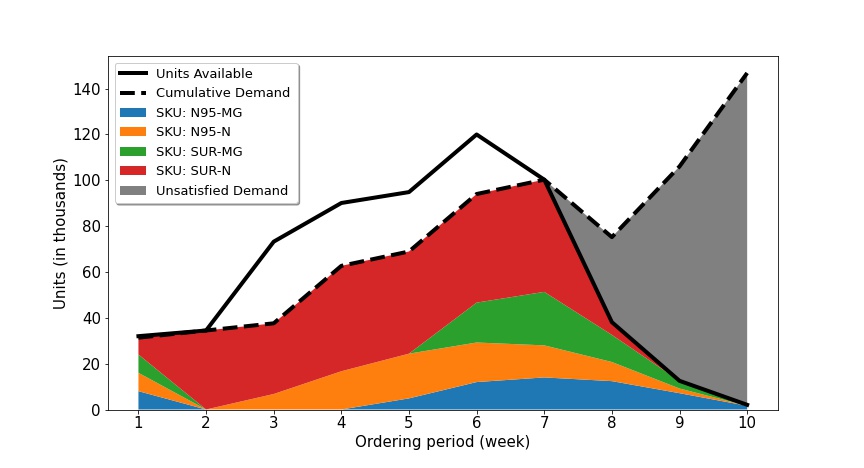 Units Available
Cumulative Demand
SKU: N95-MG
SKU: N95-N
SKU: SUR-MG
SKU: SUR-N
Unsatisfied Demand
Units (in thousands)
140
120
100
80
60
40
20
0
1 2 3 4 5 6 7 8 9 10
Ordering period (week)